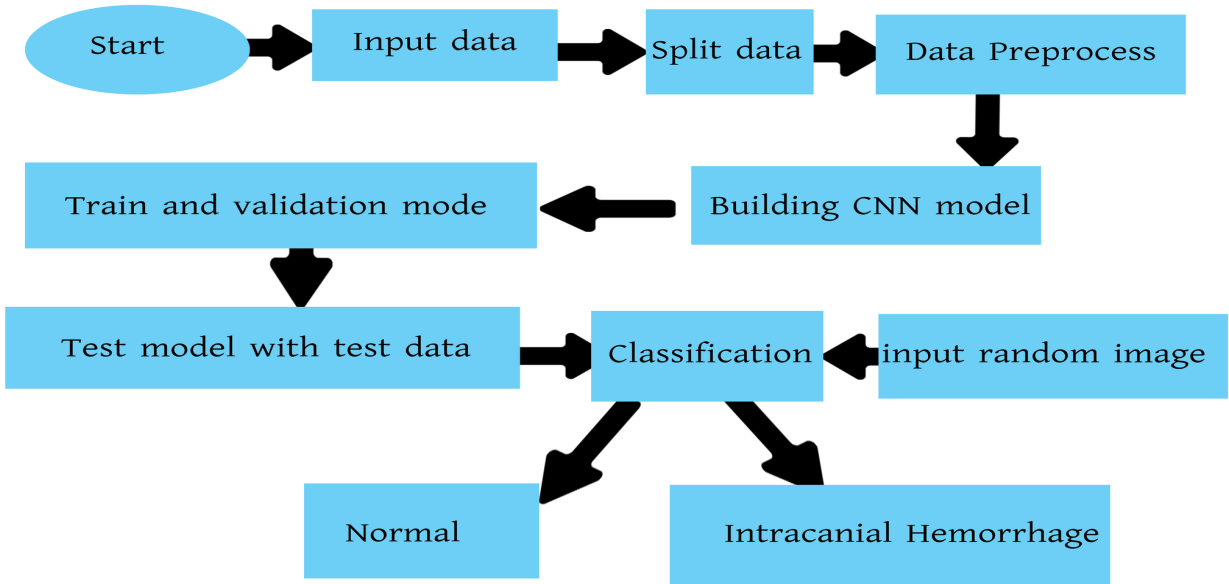 Start
Input data
Split data
Data Preprocess
Building CNN model
Train and validation mode
Test model with test data
Classification
input random image
Normal
Intracanial Hemorrhage